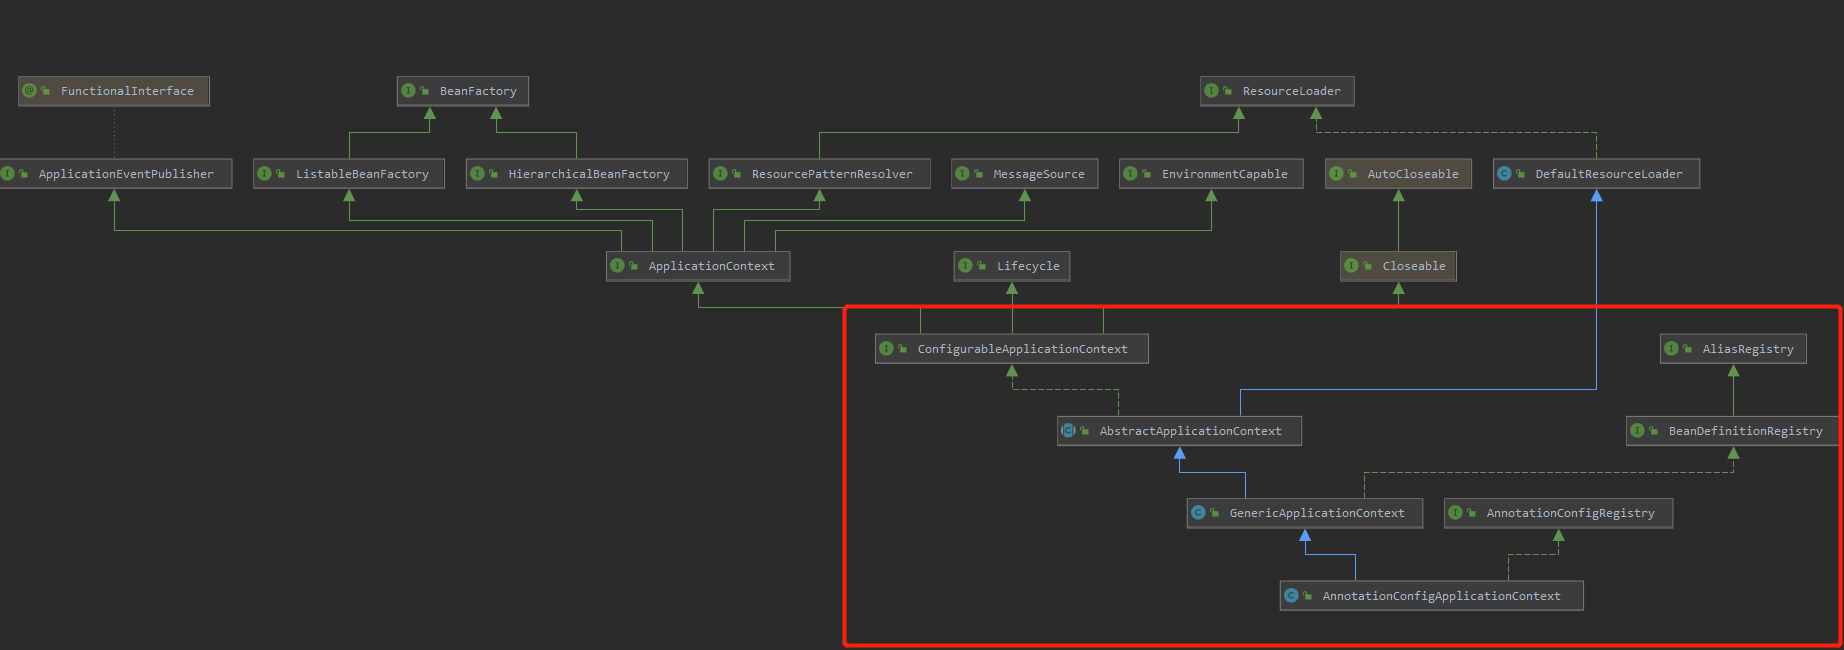 FunctionalInterface
BeanFactory
ResourceLoader
ApplicationEventPublisher
ListableBeanFactory
HierarchicalBeanFactory
ResourcePatternResolver
MessageSource
EnvironmentCapable
AutoCloseable
DefaultResourceLoader
ApplicationContext
Lifecycle
Closeable
ConfigurableApplicationContext
AliasRegistry
AbstractApplicationContext
BeanDefinitionRegistry
GenericApplicationContext
AnnotationConfigRegistry
AnnotationConfigApplicationContext